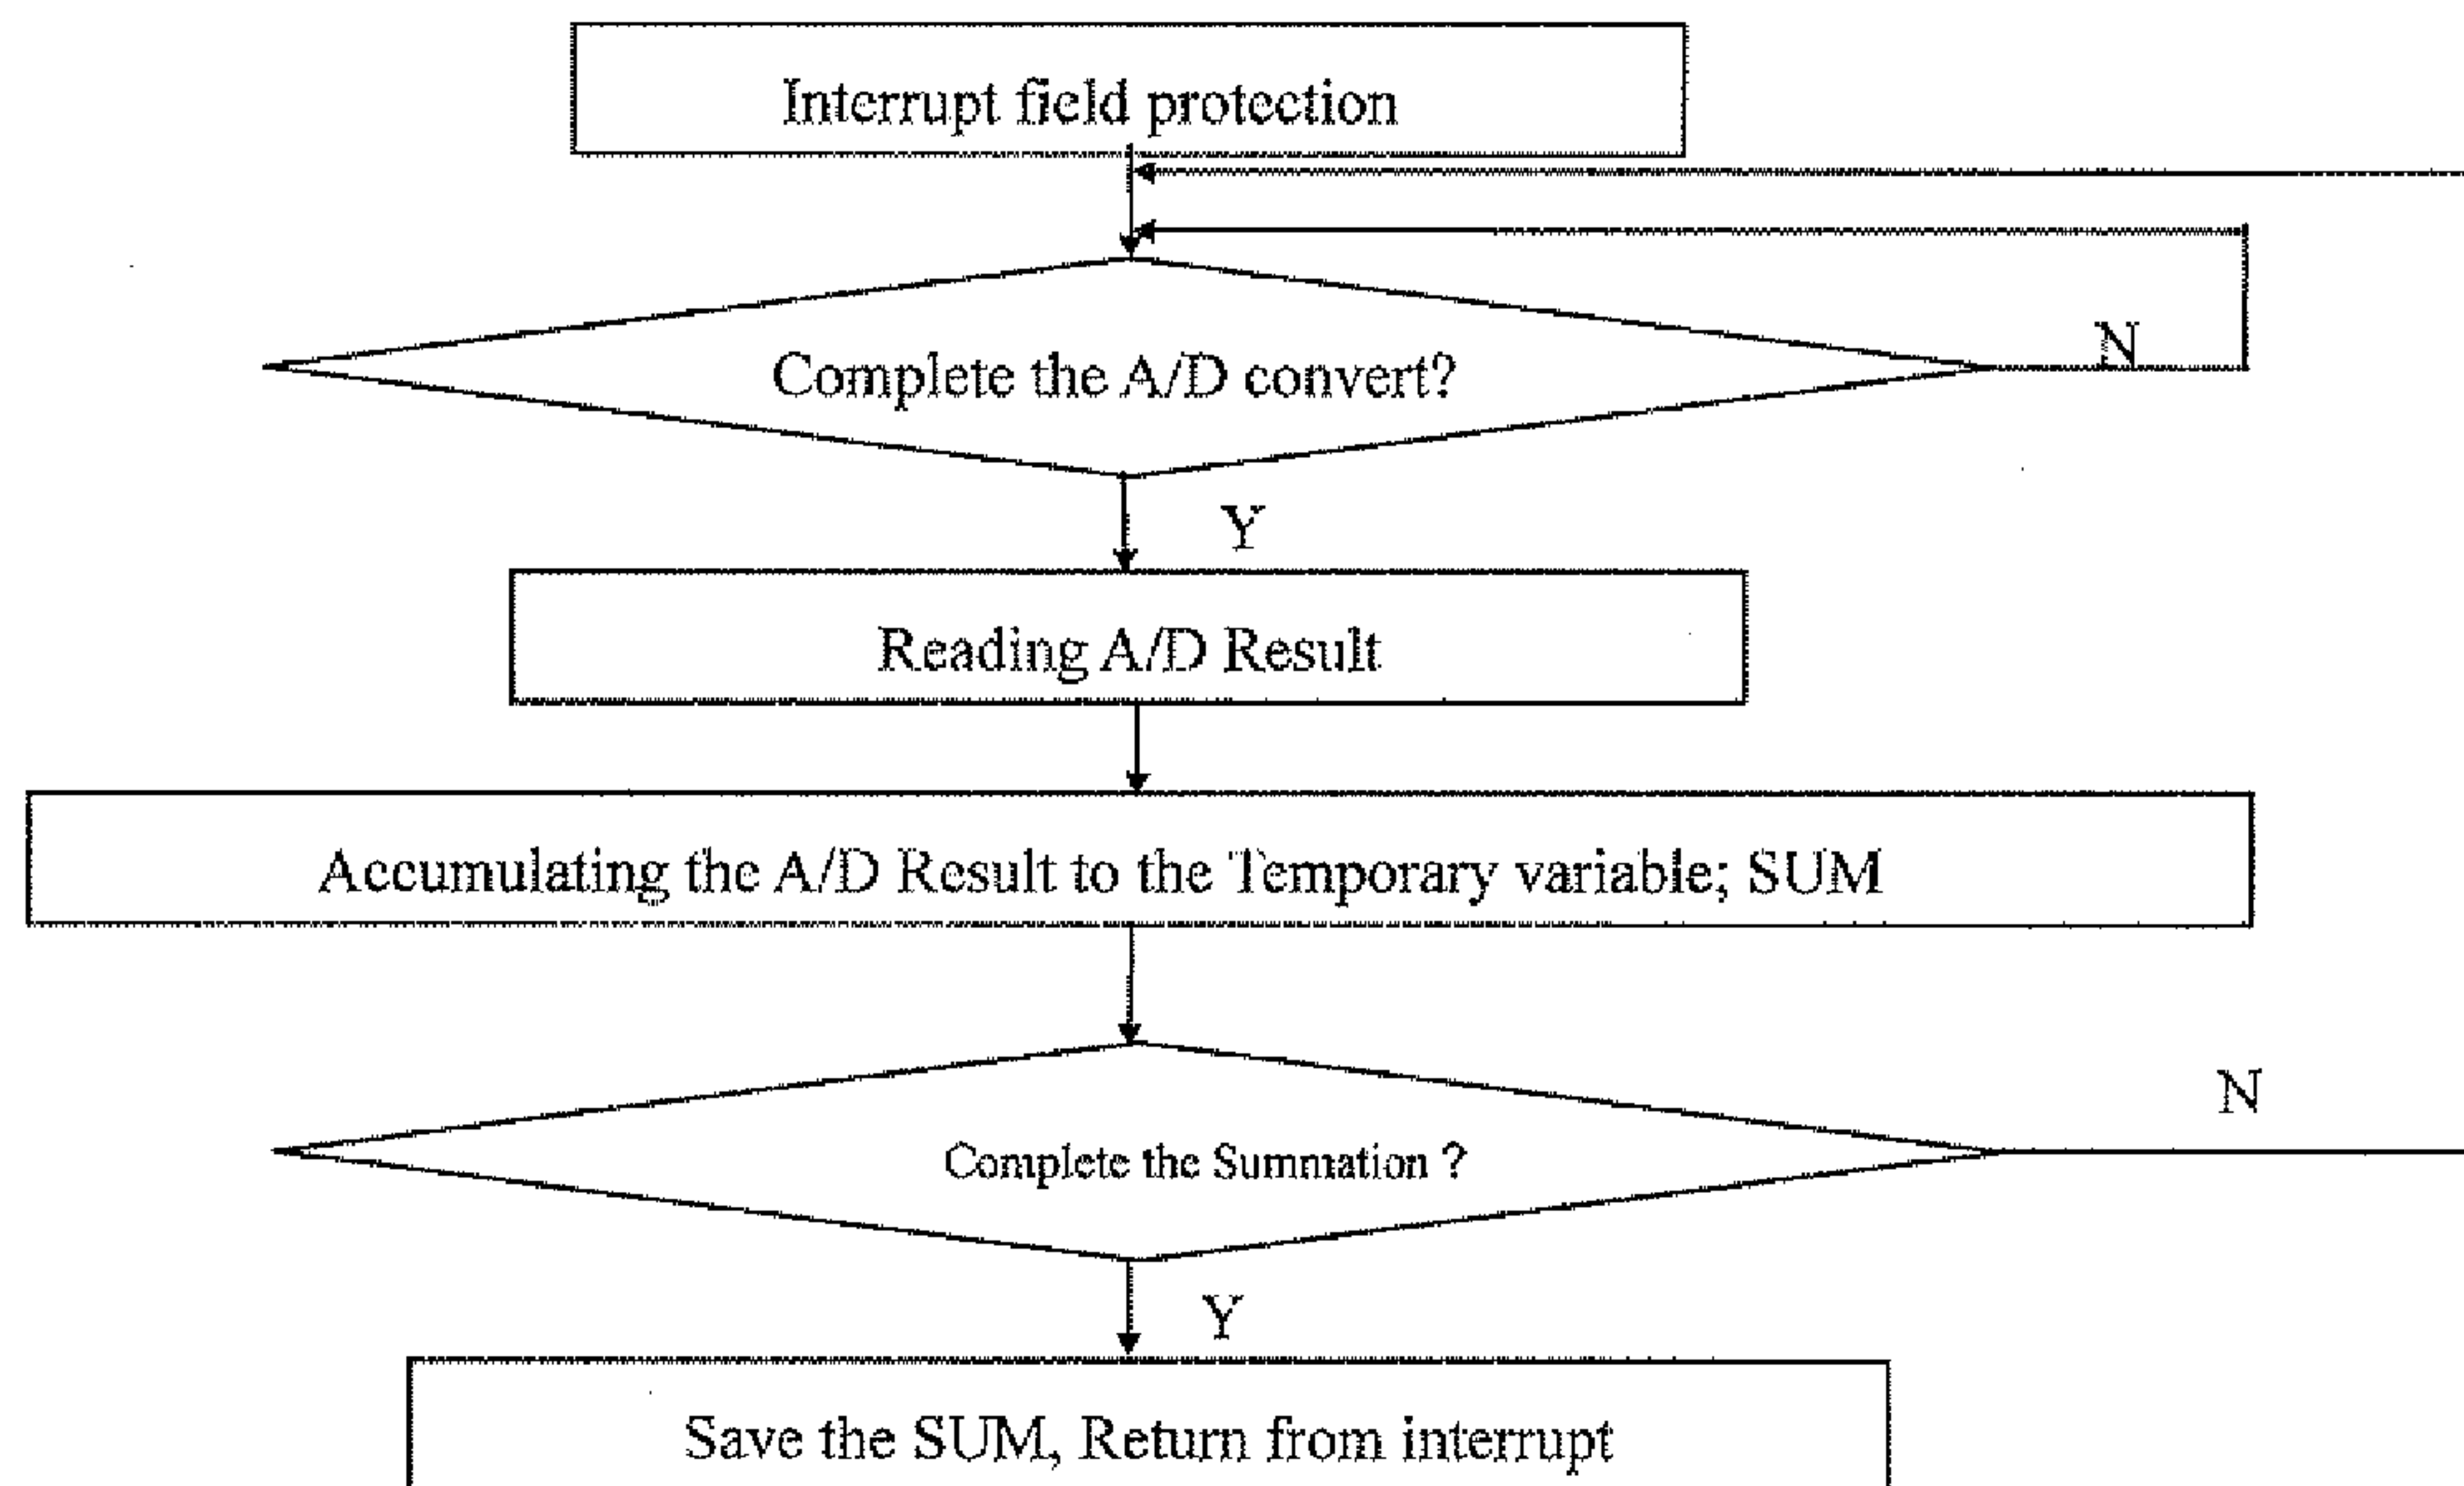 Interrupt field protection
Complete the A/D convert?
N
Y
Reading A/D Result
Accumulating the A/D Result to the Temporary variable; SUM
N
Complete the Summation ?
Y
Save the SUM, Return from interrupt